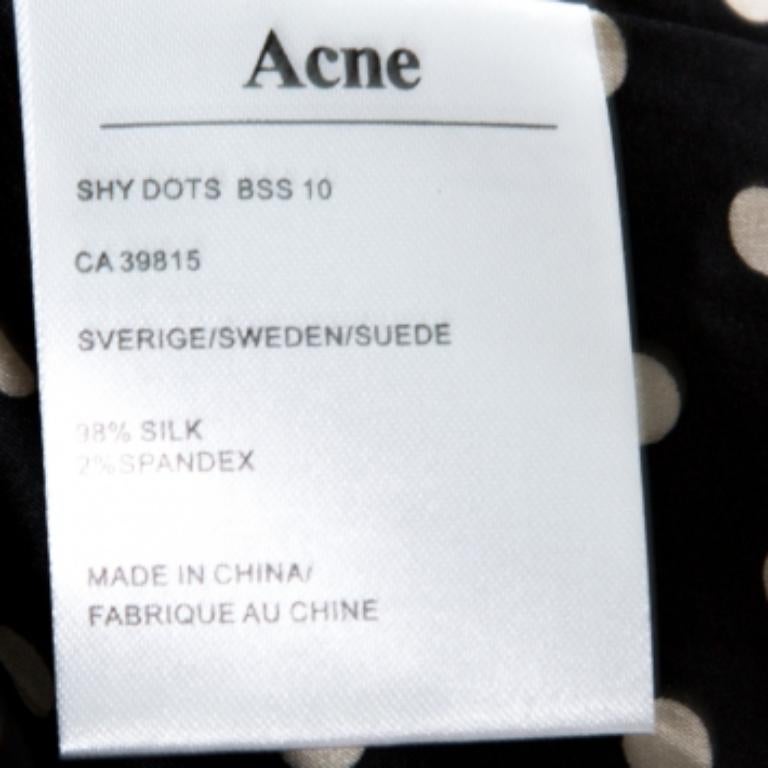 Acne
SHY DOTS BSS 10
CA 39815
SVERIGE/SWEDEN/SUEDE
98% SILK
2%SPANDEX
MADE IN CHINA/
FABRIQUE AU CHINE